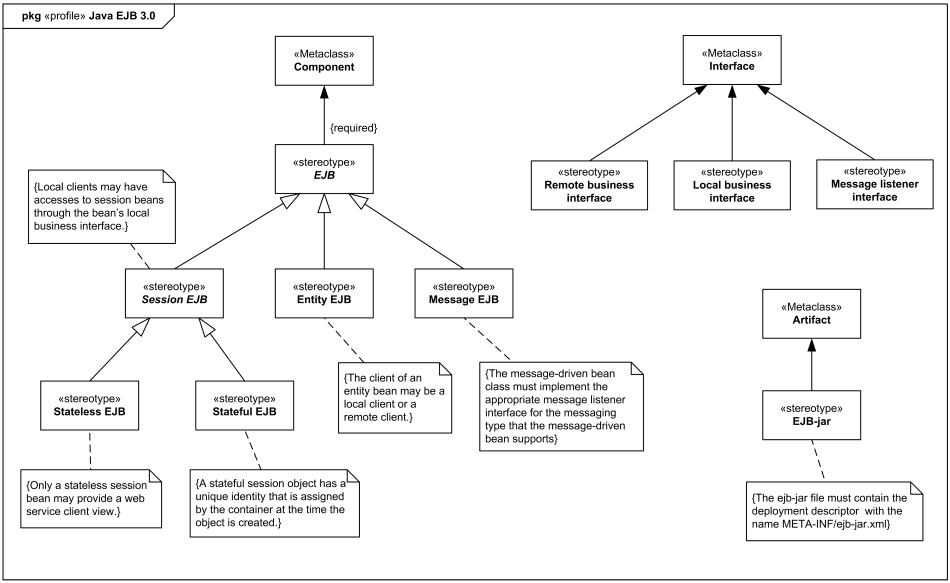 pkg «profile» Java EJB 3.0
«Metaclass»
Component
{required}
«stereotype»
EJB
«Metaclass»
Interface
«stereotype»
Remote business
interface
«stereotype»
Local business
interface
«stereotype»
Message listener
interface
{Local clients may have
accesses to session beans
through the bean's local
business interface.}
«stereotype»
Session EJB
«stereotype»
Entity EJB
«stereotype»
Message EJB
«Metaclass»
Artifact
{The client of an
entity bean may be a
local client or a
remote client.}
{The message-driven bean
class must implement the
appropriate message listener
interface for the messaging
type that the message-driven
bean supports}
«stereotype»
Stateless EJB
«stereotype»
Stateful EJB
«stereotype»
EJB-jar
{Only a stateless session
bean may provide a web
service client view.}
{A stateful session object has a
unique identity that is assigned
by the container at the time the
object is created.}
{The ejb-jar file must contain the
deployment descriptor with the
name META-INF/ejb-jar.xml}